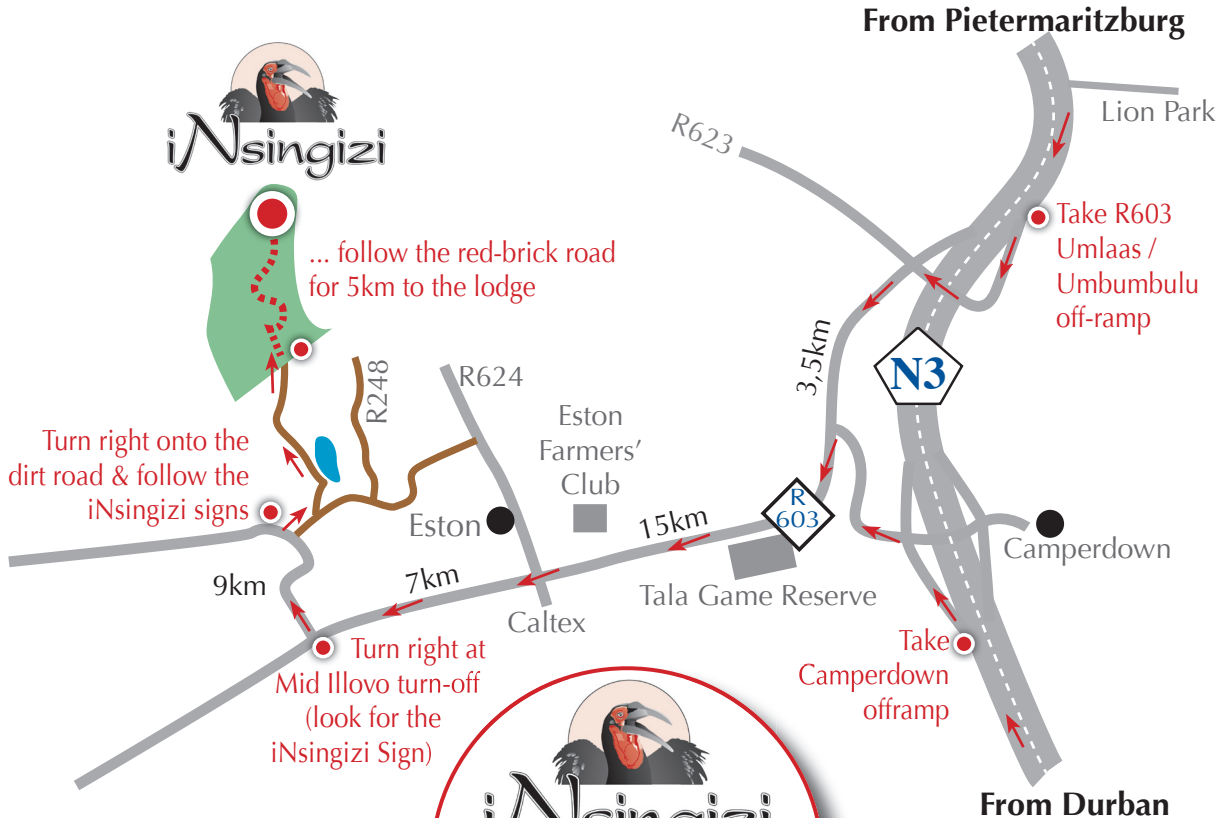 From Pietermaritzburg
Lion Park
R623
iNsingizi
Take R603
Umlaas /
Umbumbulu
off-ramp
... follow the red-brick road
for 5km to the lodge
3,5km
N3
R248
R624
Eston
Farmers'
Club
Turn right onto the
dirt road & follow the
iNsingizi signs
Eston
15km
R
603
Camperdown
9km
7km
Tala Game Reserve
Caltex
Turn right at
Mid Illovo turn-off
(look for the
iNsingizi Sign)
Take
Camperdown
offramp
iNsingizi
From Durban